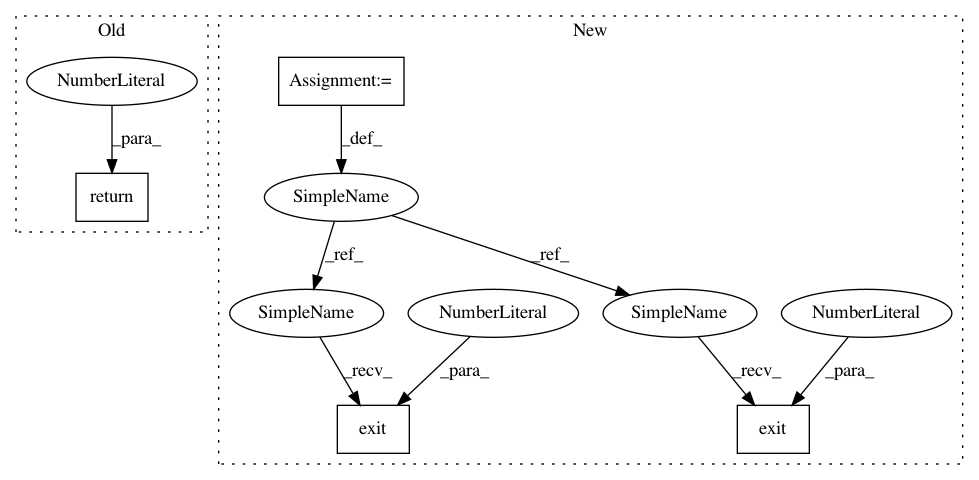 Old
New
NumberLiteral
Assignment:=
_para_
_def_
return
SimpleName
_ref_
_ref_
SimpleName
NumberLiteral
SimpleName
NumberLiteral
_recv_
_para_
_recv_
_para_
exit
exit